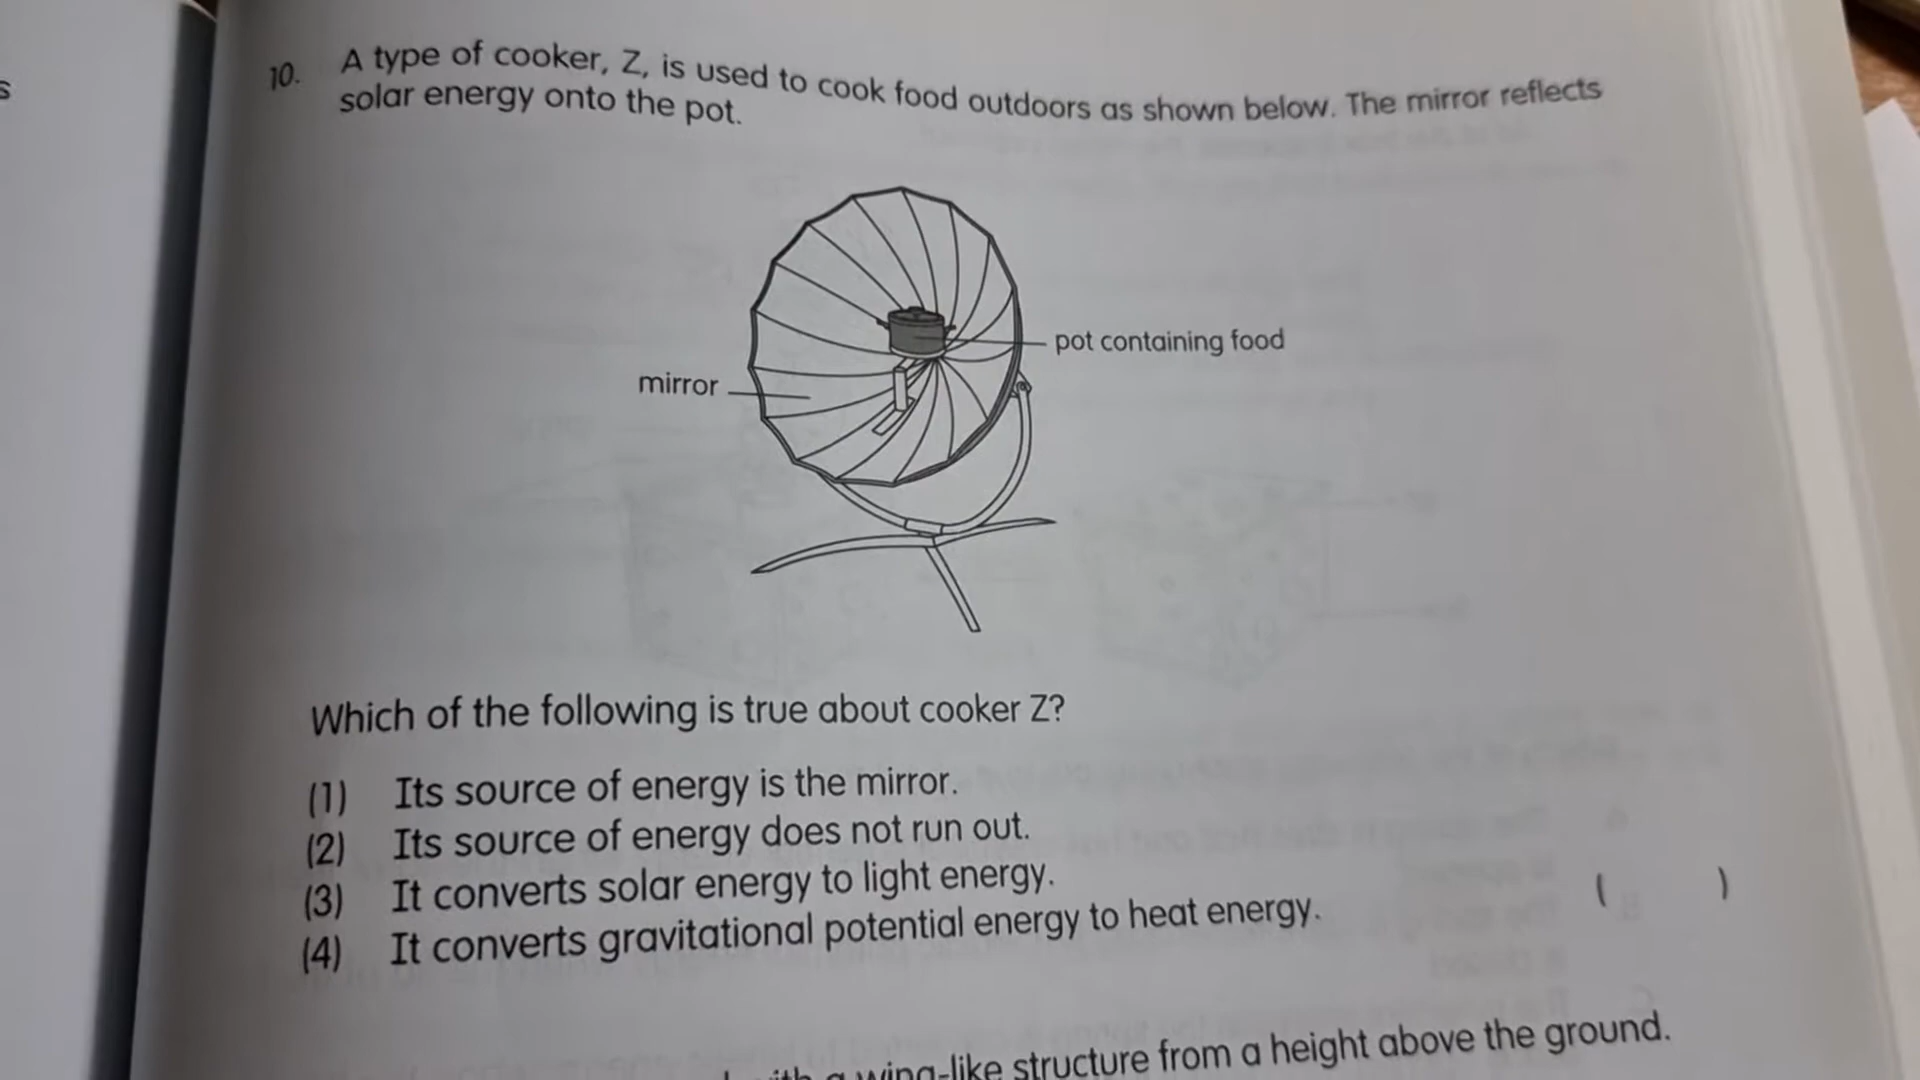 s
10. A type of cooker, Z, is used to cook food outdoors as shown below. The mirror reflects
solar energy onto the pot.
pot containing food
mirror
Which of the following is true about cooker Z?
(1) Its source of energy is the mirror.
(2) Its source of energy does not run out.
(3) It converts solar energy to light energy.
(4) It converts gravitational potential energy to heat energy. ( )
with a wing-like structure from a height above the ground.